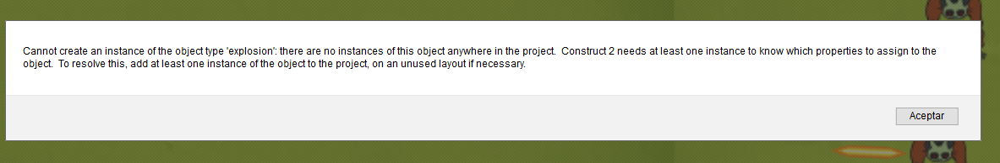 Cannot create an instance of the object type 'explosion': there are no instances of this object anywhere in the project.  Construct 2 needs at least one instance to know which properties to assign to the
object.  To resolve this, add at least one instance of the object to the project, on an unused layout if necessary.
Aceptar